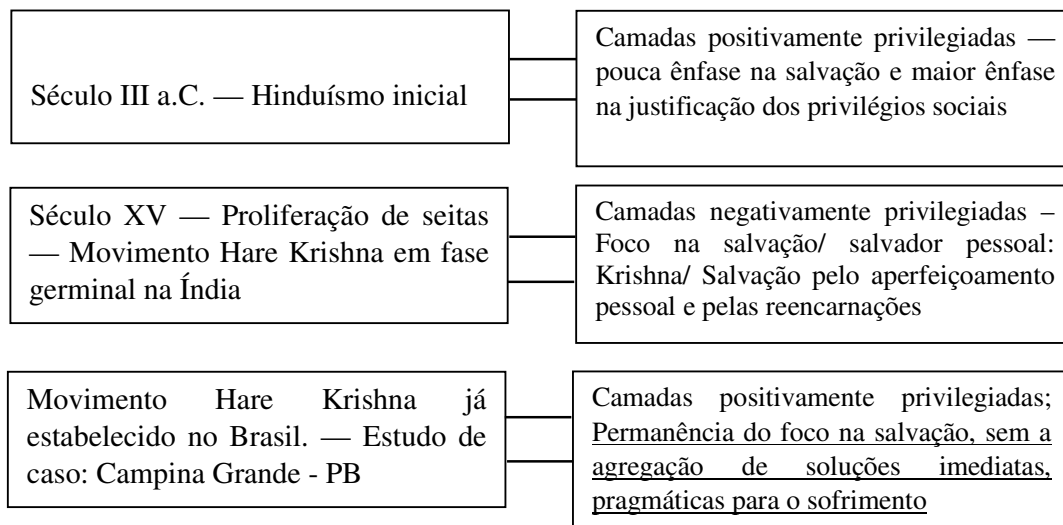 Século III a.C. — Hinduísmo inicial
Camadas positivamente privilegiadas —
pouca ênfase na salvação e maior ênfase
na justificação dos privilégios sociais
Século XV — Proliferação de seitas
— Movimento Hare Krishna em fase
germinal na Índia
Camadas negativamente privilegiadas –
Foco na salvação/ salvador pessoal:
Krishna/ Salvação pelo aperfeiçoamento
pessoal e pelas reencarnações
Movimento Hare Krishna já
estabelecido no Brasil. — Estudo de
caso: Campina Grande - PB
Camadas positivamente privilegiadas;
Permanência do foco na salvação, sem a
agregação de soluções imediatas,
pragmáticas para o sofrimento